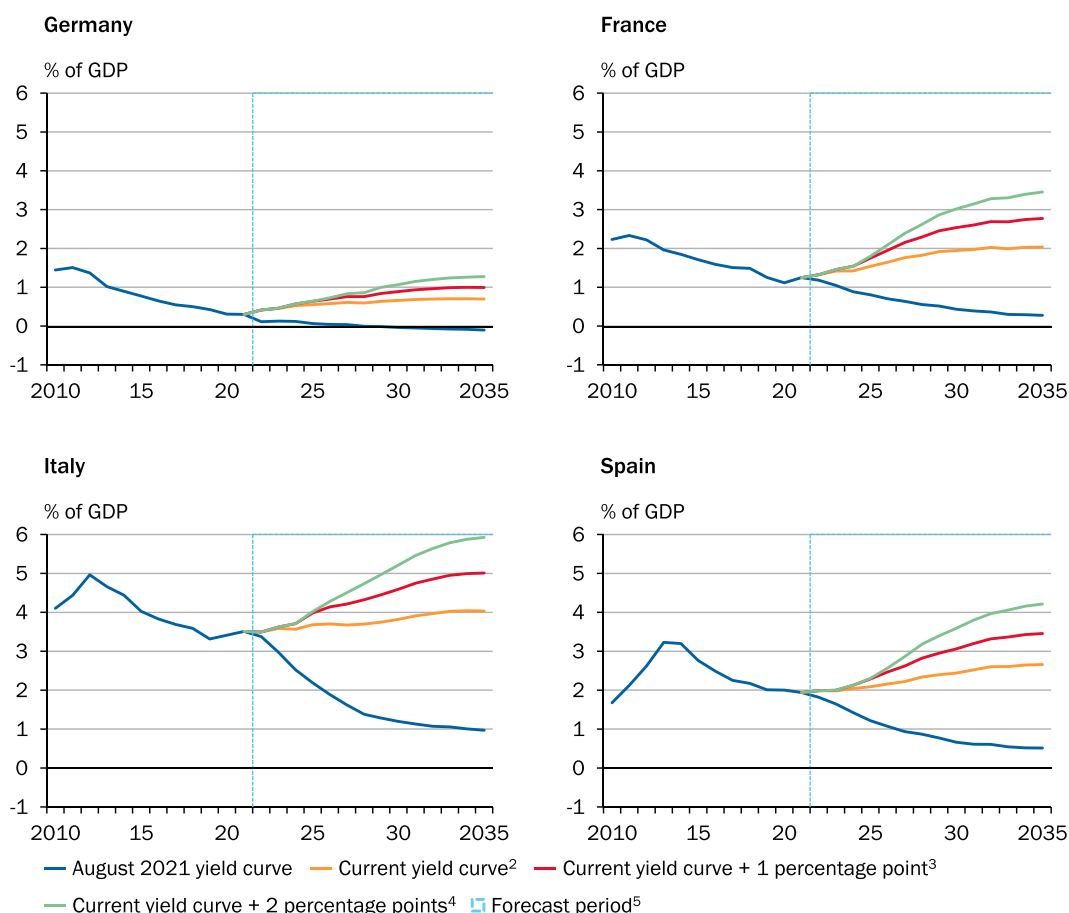 Germany
% of GDP
6
5
4
3
2
1
0
-1
2010 15 20 25 30 2035
France
% of GDP
6
5
4
3
2
1
0
-1
2010 15 20 25 30 2035
Italy
% of GDP
6
5
4
3
2
1
0
-1
2010 15 20 25 30 2035
Spain
% of GDP
6
5
4
3
2
1
0
-1
2010 15 20 25 30 2035
August 2021 yield curve Current yield curve² Current yield curve + 1 percentage point³
Current yield curve + 2 percentage points⁴ Forecast period⁵